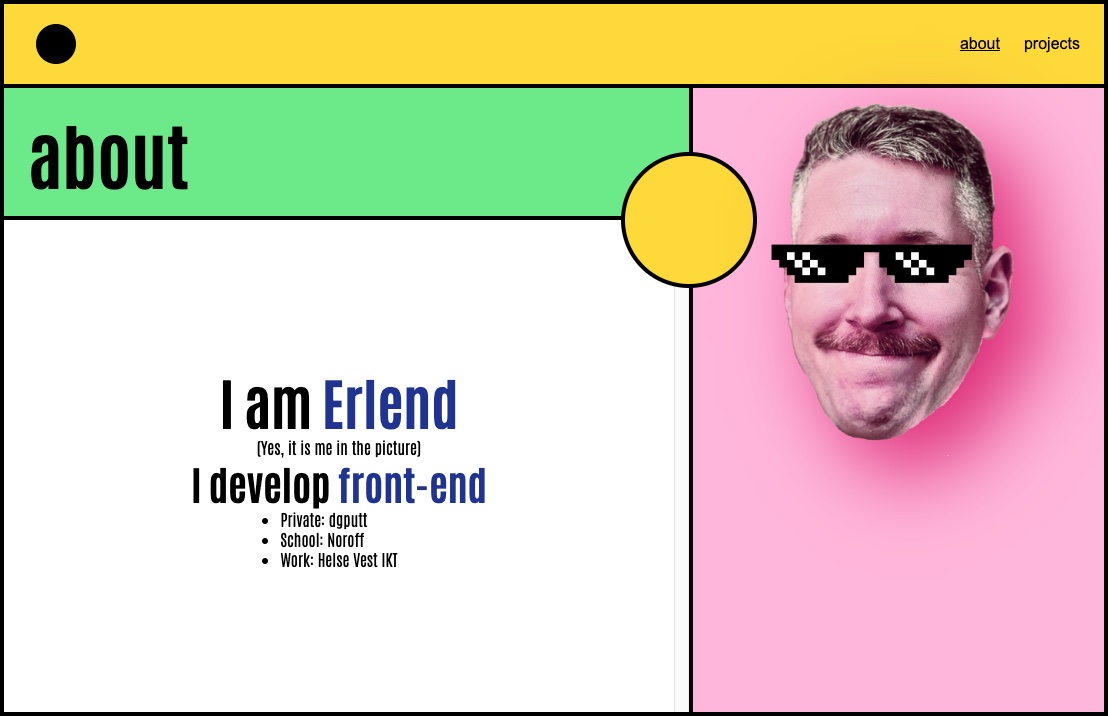 about projects
about
I am Erlend
(Yes, it is me in the picture)
I develop front-end
Private: dgputt
School: Noroff
Work: Helse Vest IKT